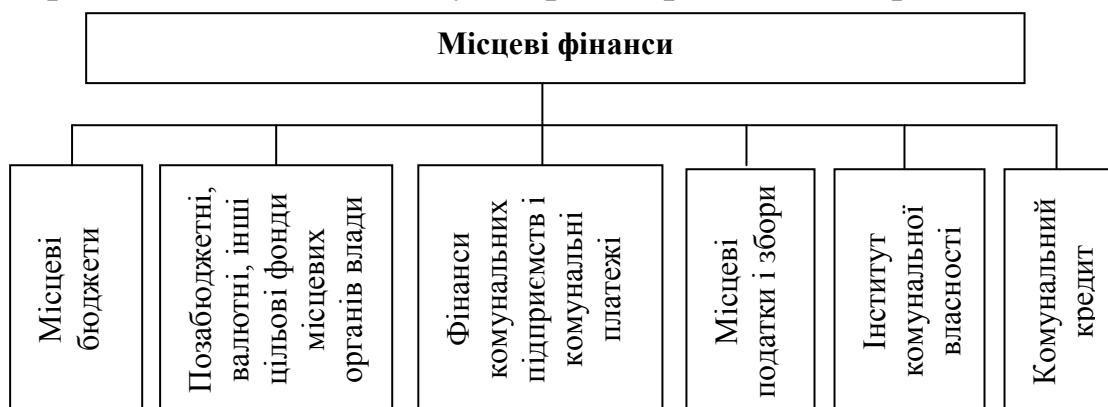 Місцеві фінанси
Місцеві
бюджети
Позабюджетні,
валютні, інші
цільові фонди
місцевих
органів влади
Фінанси
комунальних
підприємств і
комунальні
платежі
Місцеві
податки і збори
Інститут
комунальної
власності
Комунальний
кредит